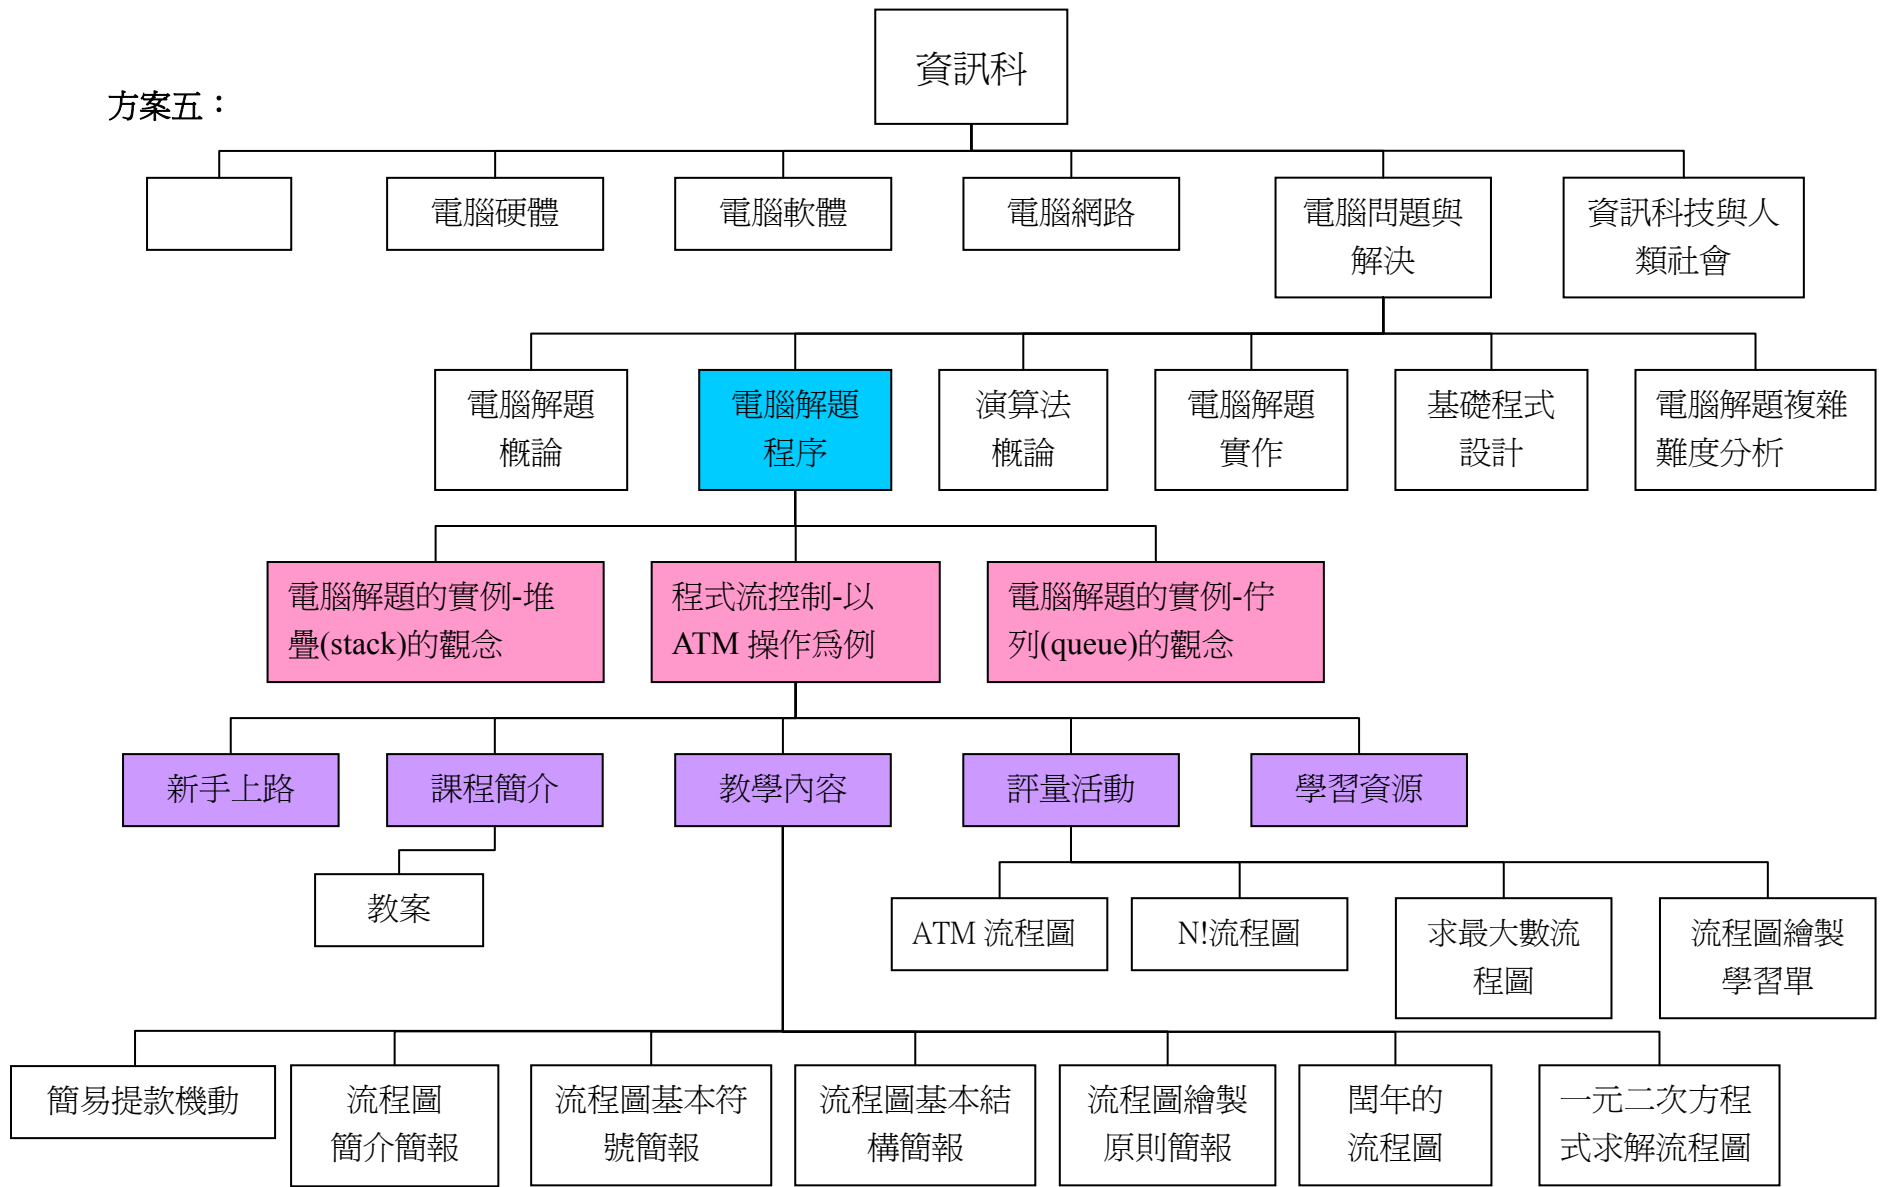 資訊科
方案五：
電腦硬體
電腦軟體
電腦網路
電腦問題與
解決
資訊科技與人
類社會
電腦解題
概論
電腦解題
程序
演算法
概論
電腦解題
實作
基礎程式
設計
電腦解題複雜
難度分析
電腦解題的實例-堆
疊(stack)的觀念
程式流控制-以
ATM 操作為例
電腦解題的實例-佇
列(queue)的觀念
新手上路
課程簡介
教學內容
評量活動
學習資源
教案
ATM 流程圖
N!流程圖
求最大數流
程圖
流程圖繪製
學習單
簡易提款機動
流程圖
簡介簡報
流程圖基本符
號簡報
流程圖基本結
構簡報
流程圖繪製
原則簡報
閏年的
流程圖
一元二次方程
式求解流程圖